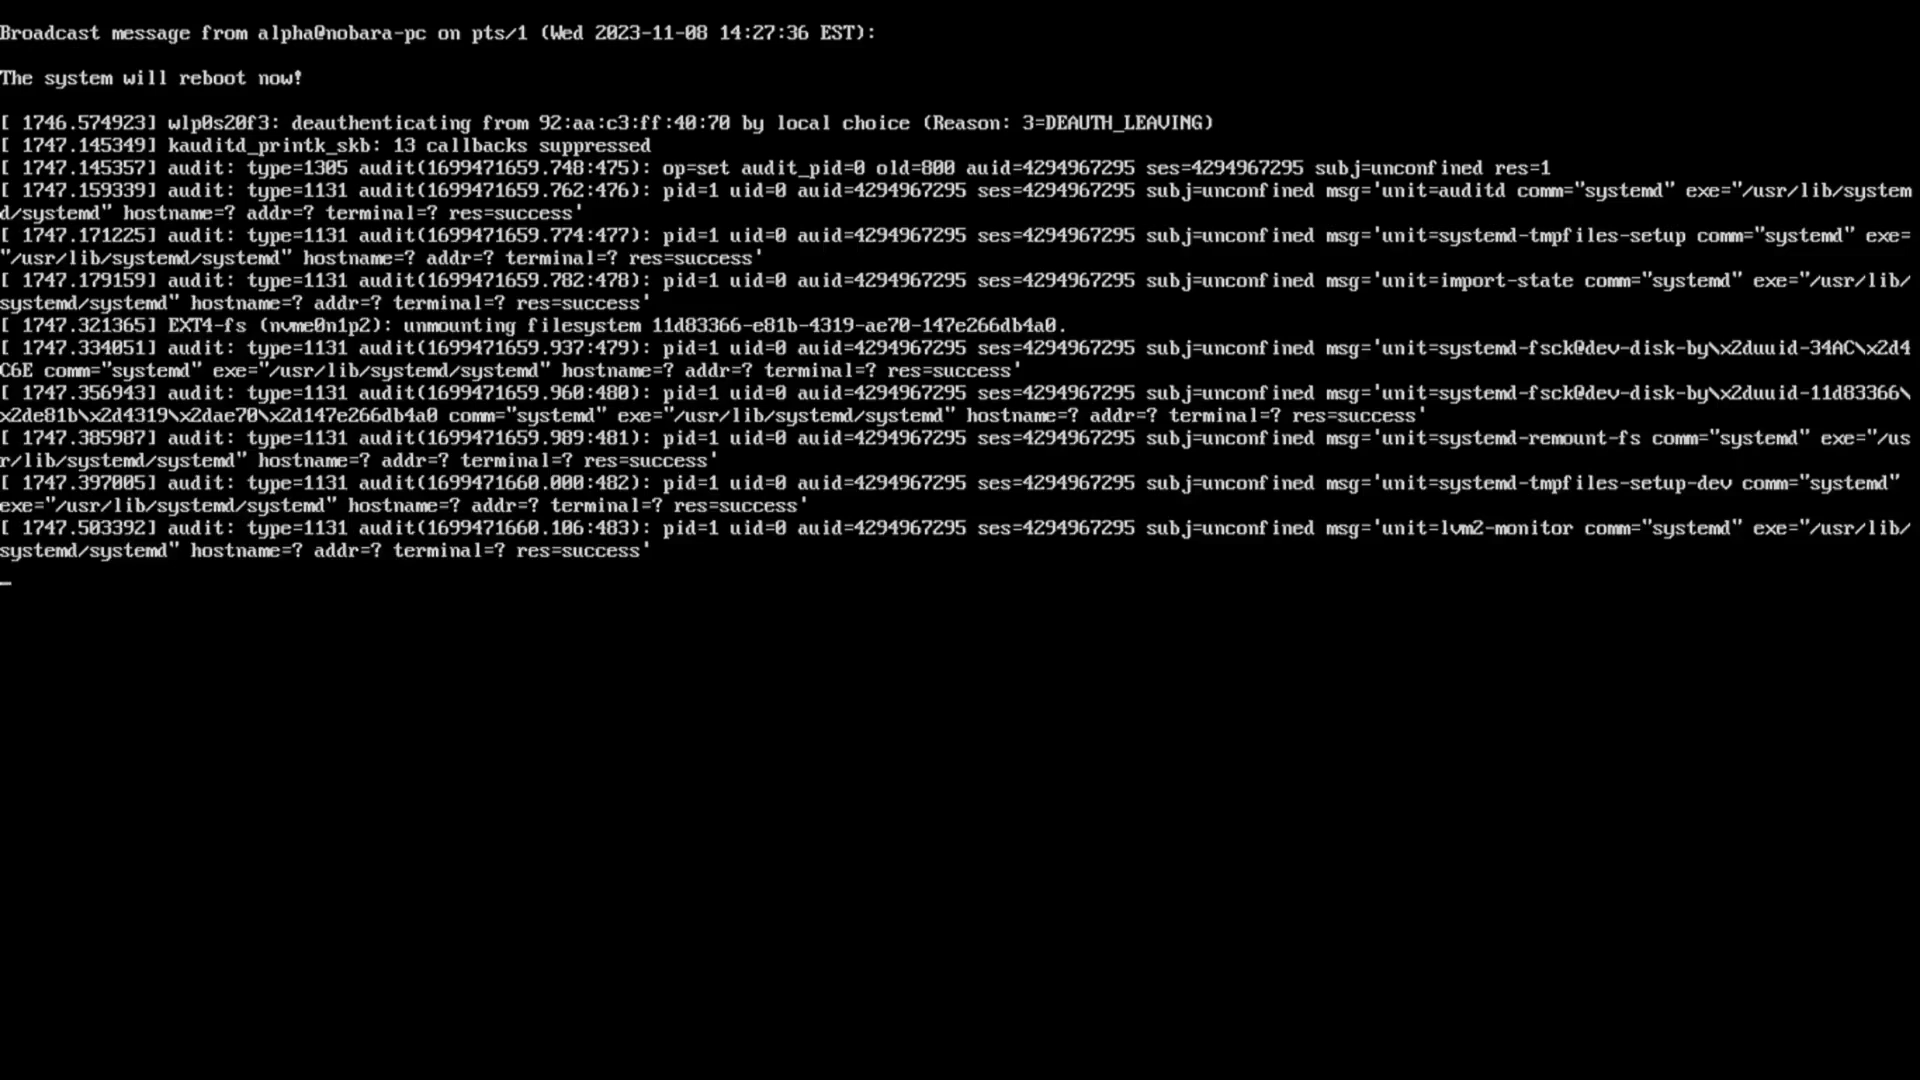 Broadcast message from alpha@nobara-pc on pts/1 (Wed 2023-11-08 14:27:36 EST):
The system will reboot now!
[ 1746.574923] wlp0s20f3: deauthenticating from 92:aa:c3:ff:40:70 by local choice (Reason: 3=DEAUTH_LEAVING)
[ 1747.145349] kauditd_printk_skb: 13 callbacks suppressed
[ 1747.145357] audit: type=1305 audit(1699471659.748:475): op=set audit_pid=0 old=800 auid=4294967295 ses=4294967295 subj=unconfined res=1
[ 1747.159339] audit: type=1131 audit(1699471659.762:476): pid=1 uid=0 auid=4294967295 ses=4294967295 subj=unconfined msg='unit=auditd comm="systemd" exe="/usr/lib/system
d/systemd" hostname=? addr=? terminal=? res=success'
[ 1747.171225] audit: type=1131 audit(1699471659.774:477): pid=1 uid=0 auid=4294967295 ses=4294967295 subj=unconfined msg='unit=systemd-tmpfiles-setup comm="systemd" exe=
"/usr/lib/systemd/systemd" hostname=? addr=? terminal=? res=success'
[ 1747.179159] audit: type=1131 audit(1699471659.782:478): pid=1 uid=0 auid=4294967295 ses=4294967295 subj=unconfined msg='unit=import-state comm="systemd" exe="/usr/lib/
systemd/systemd" hostname=? addr=? terminal=? res=success'
[ 1747.321365] EXT4-fs (nvme0n1p2): unmounting filesystem 11d83366-e81b-4319-ae70-147e266db4a0.
[ 1747.334051] audit: type=1131 audit(1699471659.937:479): pid=1 uid=0 auid=4294967295 ses=4294967295 subj=unconfined msg='unit=systemd-fsck@dev-disk-by\x2duuid-34AC\x2d4
C6E comm="systemd" exe="/usr/lib/systemd/systemd" hostname=? addr=? terminal=? res=success'
[ 1747.356943] audit: type=1131 audit(1699471659.960:480): pid=1 uid=0 auid=4294967295 ses=4294967295 subj=unconfined msg='unit=systemd-fsck@dev-disk-by\x2duuid-11d83366\
x2de81b\x2d4319\x2dae70\x2d147e266db4a0 comm="systemd" exe="/usr/lib/systemd/systemd" hostname=? addr=? terminal=? res=success'
[ 1747.385987] audit: type=1131 audit(1699471659.989:481): pid=1 uid=0 auid=4294967295 ses=4294967295 subj=unconfined msg='unit=systemd-remount-fs comm="systemd" exe="/us
r/lib/systemd/systemd" hostname=? addr=? terminal=? res=success'
[ 1747.397005] audit: type=1131 audit(1699471660.000:482): pid=1 uid=0 auid=4294967295 ses=4294967295 subj=unconfined msg='unit=systemd-tmpfiles-setup-dev comm="systemd"
exe="/usr/lib/systemd/systemd" hostname=? addr=? terminal=? res=success'
[ 1747.503392] audit: type=1131 audit(1699471660.106:483): pid=1 uid=0 auid=4294967295 ses=4294967295 subj=unconfined msg='unit=lvm2-monitor comm="systemd" exe="/usr/lib/
systemd/systemd" hostname=? addr=? terminal=? res=success'